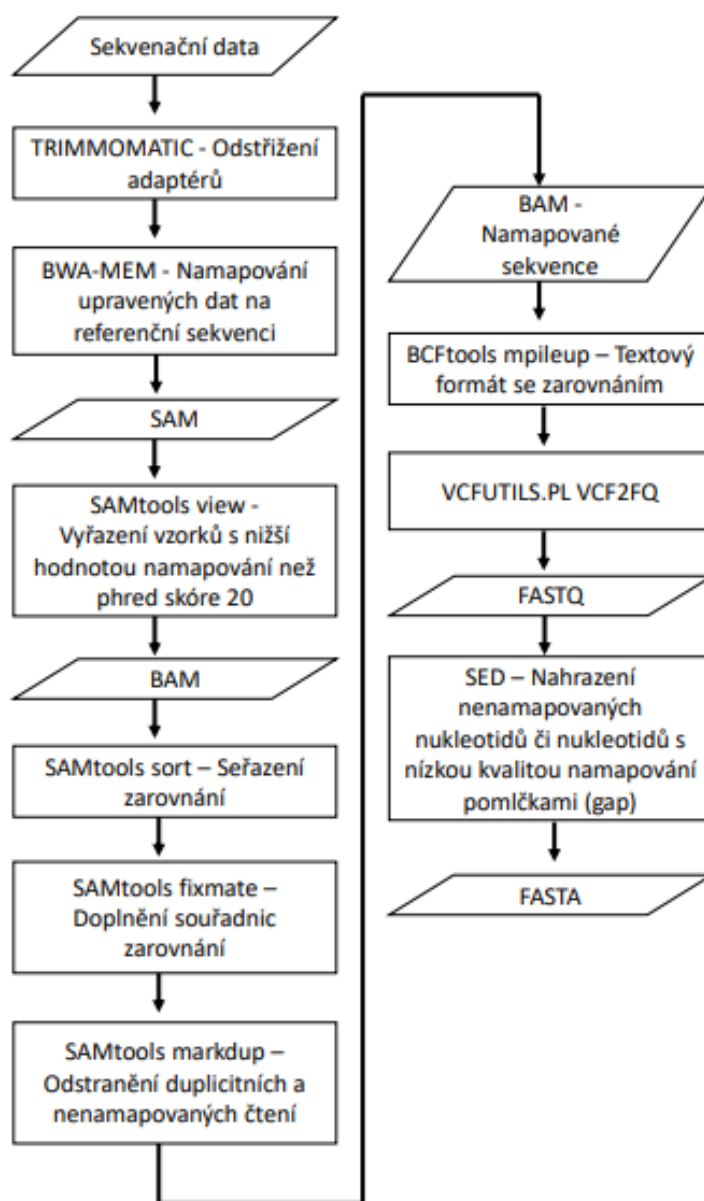 Sekvenační data
TRIMMOMATIC - Odstřižení
adaptérů
BWA-MEM - Namapování
upravených dat na
referenční sekvenci
SAM
SAMtools view -
Vyřazení vzorků s nižší
hodnotou namapování než
phred skóre 20
BAM
SAMtools sort – Seřazení
zarovnání
SAMtools fixmate –
Doplnění souřadnic
zarovnání
SAMtools markdup –
Odstranění duplicitních a
nenamapovaných čtení
BAM -
Namapované
sekvence
BCFtools mpileup – Textový
formát se zarovnáním
VCFUTILS.PL VCF2FQ
FASTQ
SED – Nahrazení
nenamapovaných
nukleotidů či nukleotidů s
nízkou kvalitou namapování
pomlčkami (gap)
FASTA